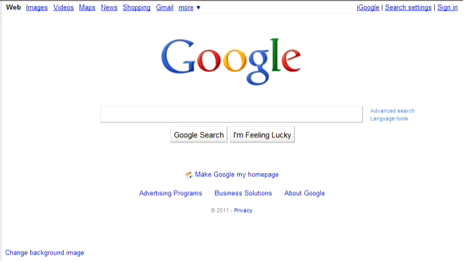 Web Images Videos Maps News Shopping Gmail more ▼ iGoogle | Search settings | Sign in
Google
Advanced search
Language tools
Google Search I'm Feeling Lucky
Make Google my homepage
Advertising Programs Business Solutions About Google
© 2011 - Privacy
Change background image